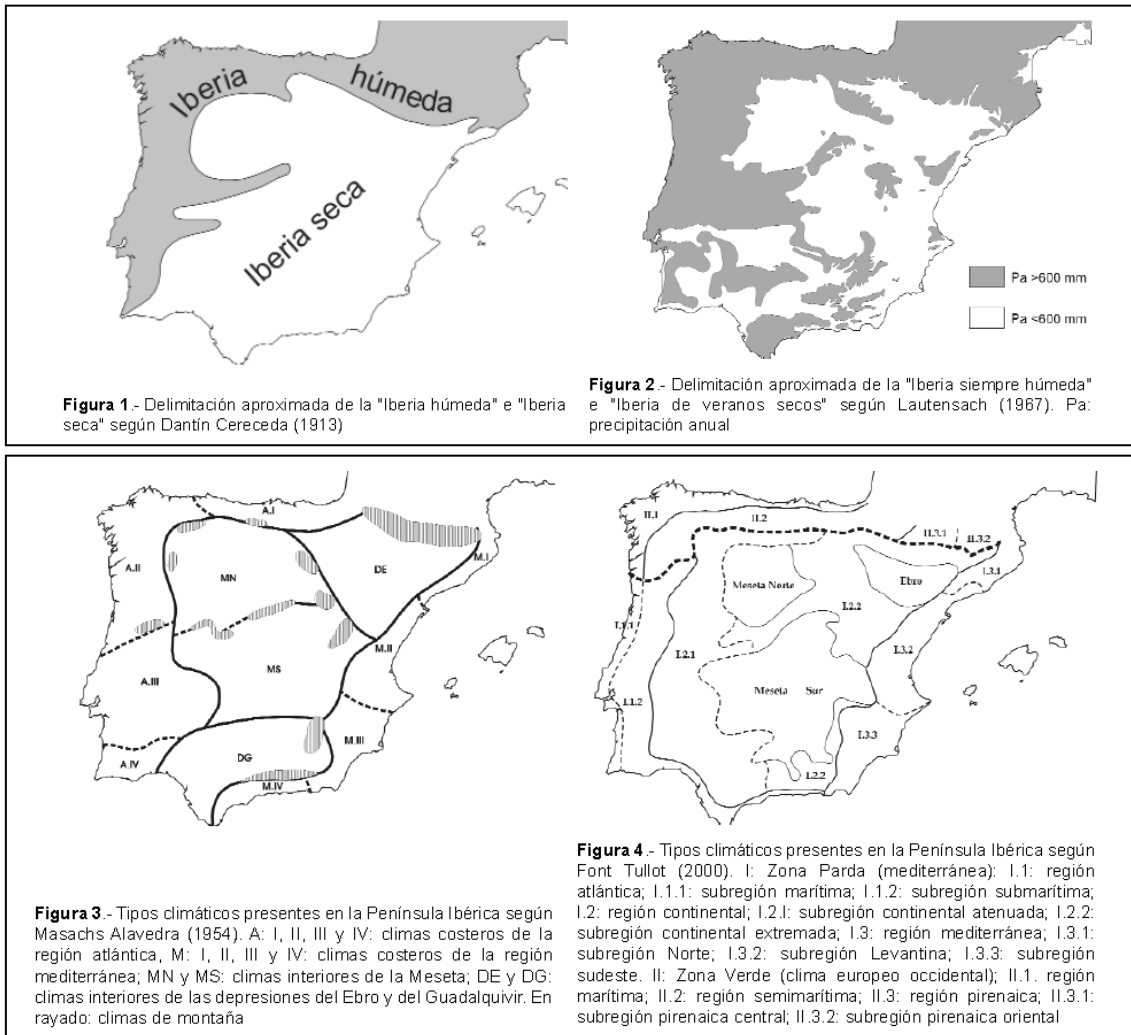 Iberia húmeda
Iberia seca
Figura 1.- Delimitación aproximada de la "Iberia húmeda" e "Iberia
seca" según Dantín Cereceda (1913)
Pa >600 mm
Pa <600 mm
Figura 2.- Delimitación aproximada de la "Iberia siempre húmeda"
e "Iberia de veranos secos" según Lautensach (1967). Pa:
precipitación anual
A.I
A.II
MN
DE
M.I
M.II
A.III
MS
M.III
A.IV
DG
M.IV
Figura 3.- Tipos climáticos presentes en la Península Ibérica según
Masachs Alavedra (1954). A: I, II, III y IV: climas costeros de la
región atlántica, M: I, II, III y IV: climas costeros de la región
mediterránea; MN y MS: climas interiores de la Meseta; DE y DG:
climas interiores de las depresiones del Ebro y del Guadalquivir. En
rayado: climas de montaña
II.1
II.2
II.3.1
II.3.2
Meseta Norte
Ebro
I.3.1
I.2.2
I.1.1
I.2.1
I.3.2
Meseta Sur
I.1.2
I.3.3
I.2.2
Figura 4.- Tipos climáticos presentes en la Península Ibérica según
Font Tullot (2000). I: Zona Parda (mediterránea): I.1: región
atlántica; I.1.1: subregión marítima; I.1.2: subregión submarítima;
I.2: región continental; I.2.I: subregión continental atenuada; I.2.2:
subregión continental extremada; I.3: región mediterránea; I.3.1:
subregión Norte; I.3.2: subregión Levantina; I.3.3: subregión
sudeste. II: Zona Verde (clima europeo occidental); II.1. región
marítima; II.2: región semimarítima; II.3: región pirenaica; II.3.1:
subregión pirenaica central; II.3.2: subregión pirenaica oriental